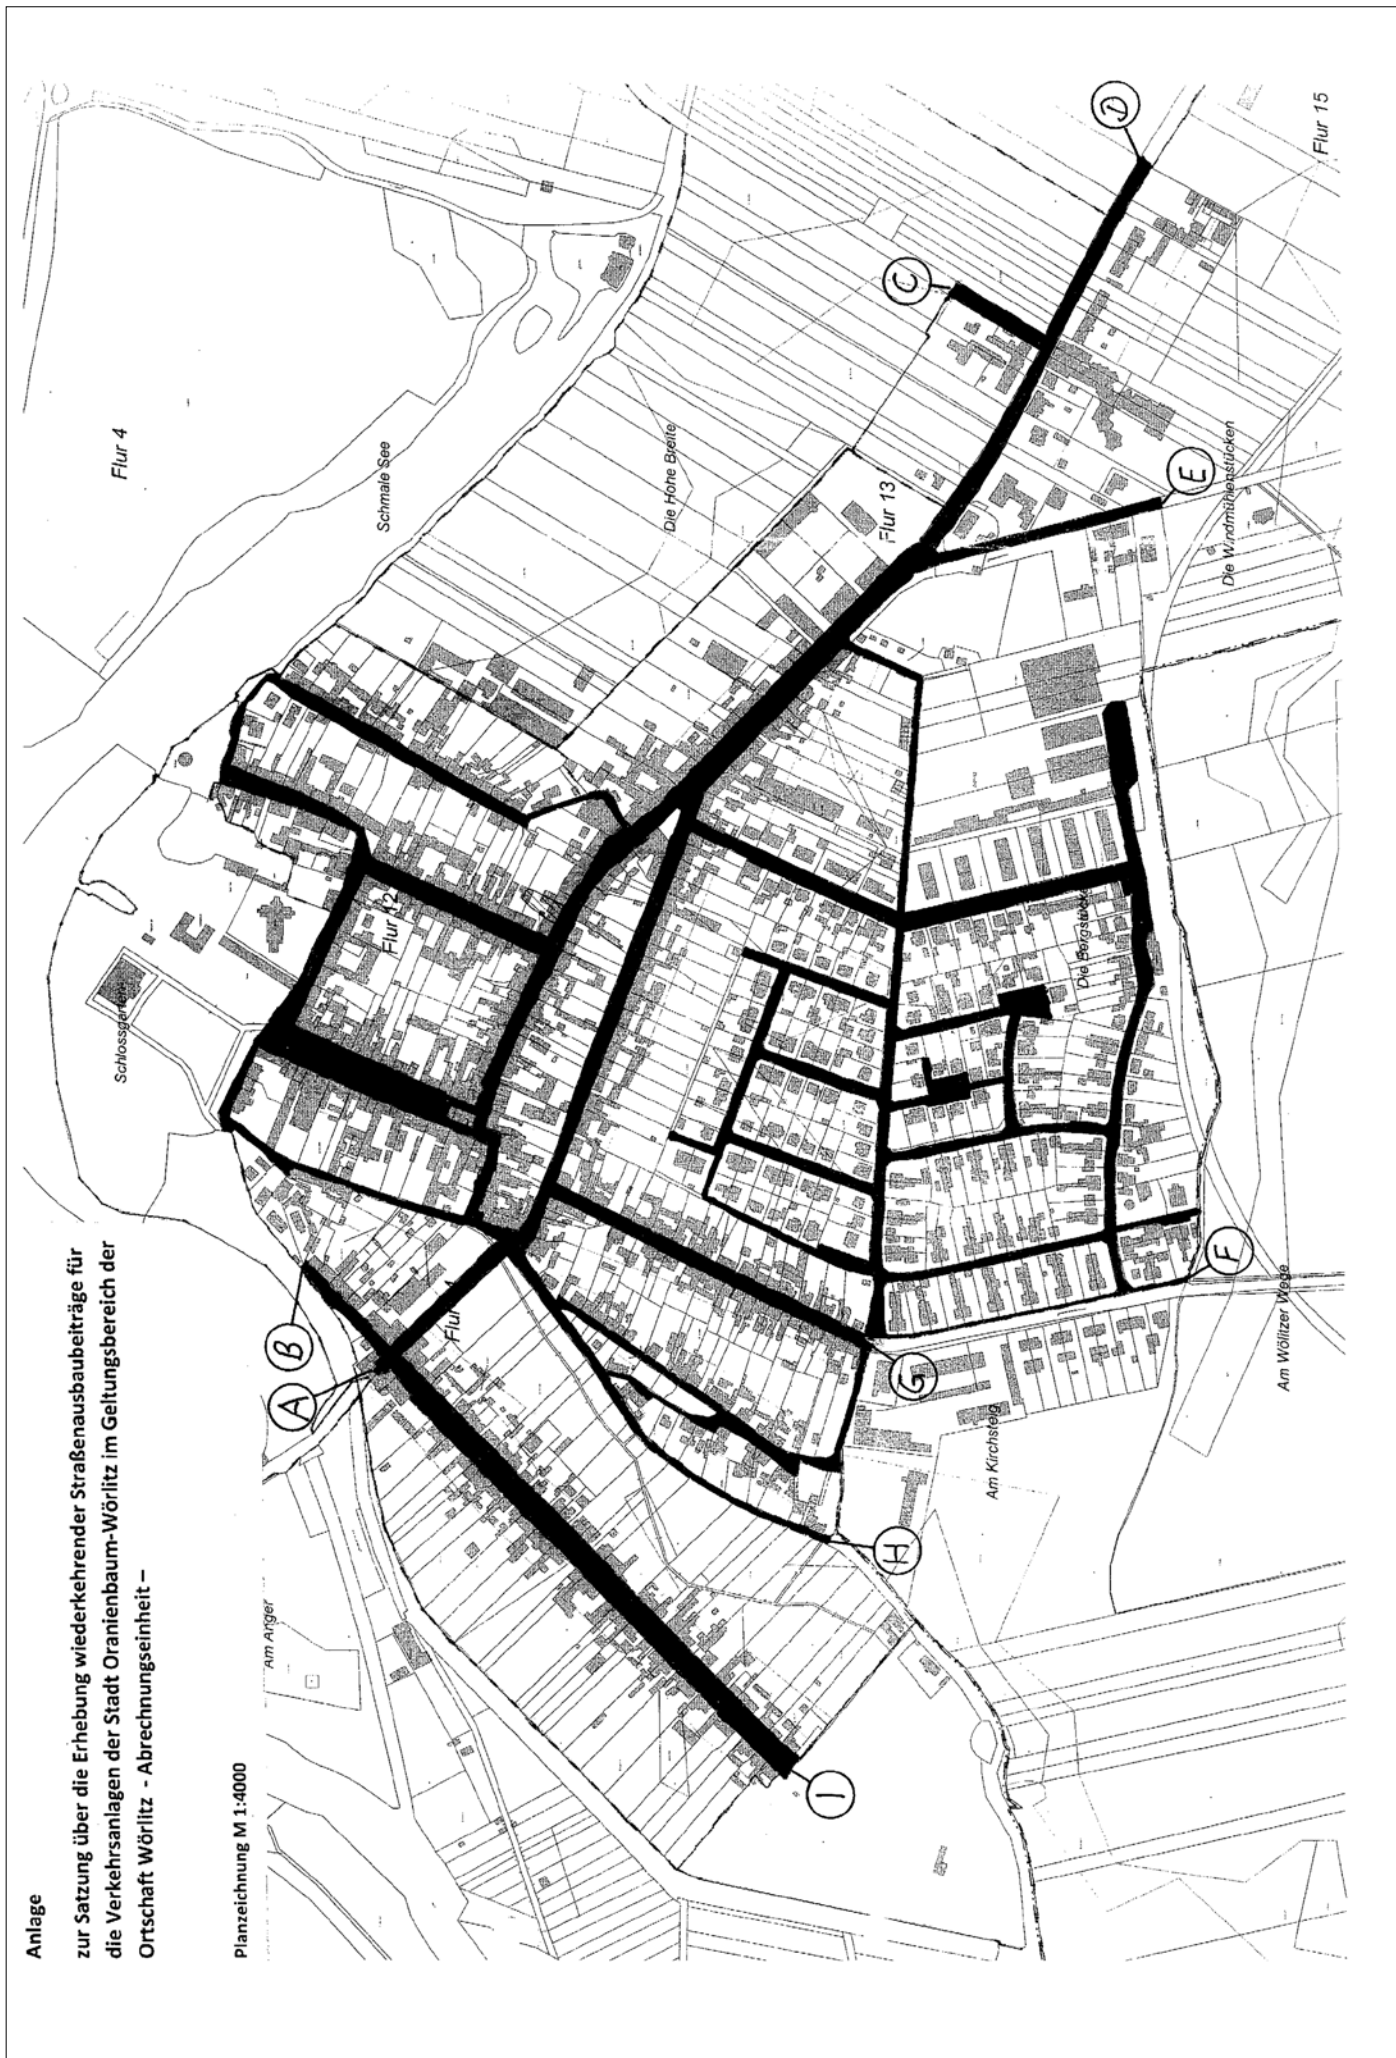 Anlage
zur Satzung über die Erhebung wiederkehrender Straßenausbaubeiträge für
die Verkehrsanlagen der Stadt Oranienbaum-Wörlitz im Geltungsbereich der
Ortschaft Wörlitz - Abrechnungseinheit –
Planzeichnung M 1:4000
Flur 4
Schmale See
Die Hohe Breite
Flur 13
Flur 15
Die Windmühlenstücken
Schlossgarten
Flur 12
Die Bergstücke
Flur
Am Anger
Am Kirchsteig
Am Wölitzer Wege
A
B
C
D
E
F
G
H
I